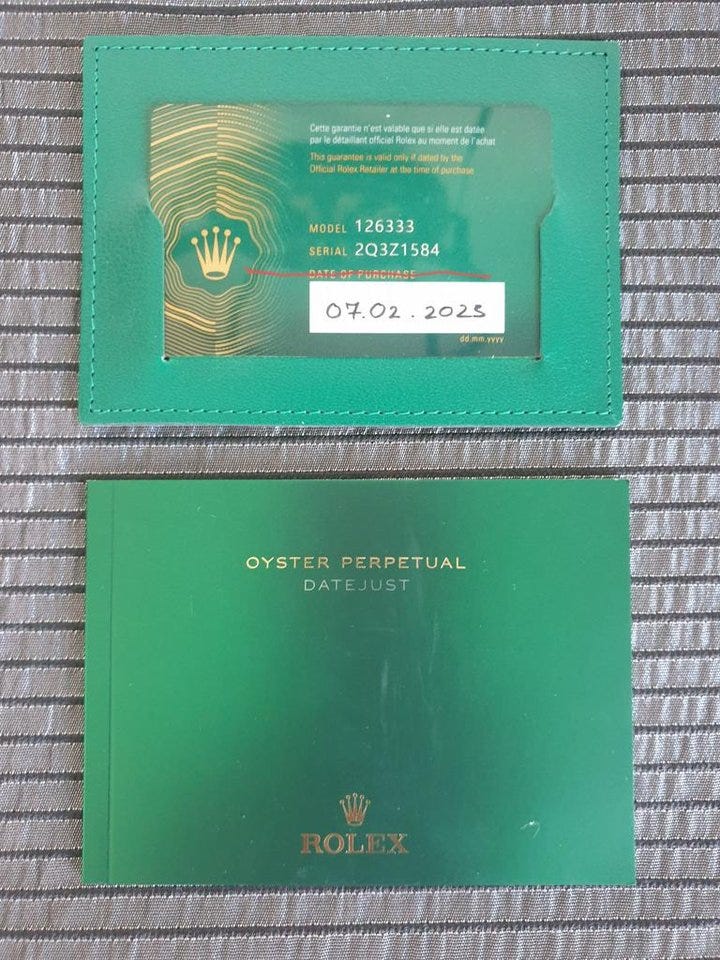 Cette garantie n'est valable que si elle est datée
par le détaillant officiel Rolex au moment de l'achat
This guarantee is valid only if dated by the
Official Rolex Retailer at the time of purchase
MODEL 126333
SERIAL 2Q3Z1584
DATE OF PURCHASE
07.02.2023
dd.mm.yyyy
OYSTER PERPETUAL
DATEJUST
ROLEX